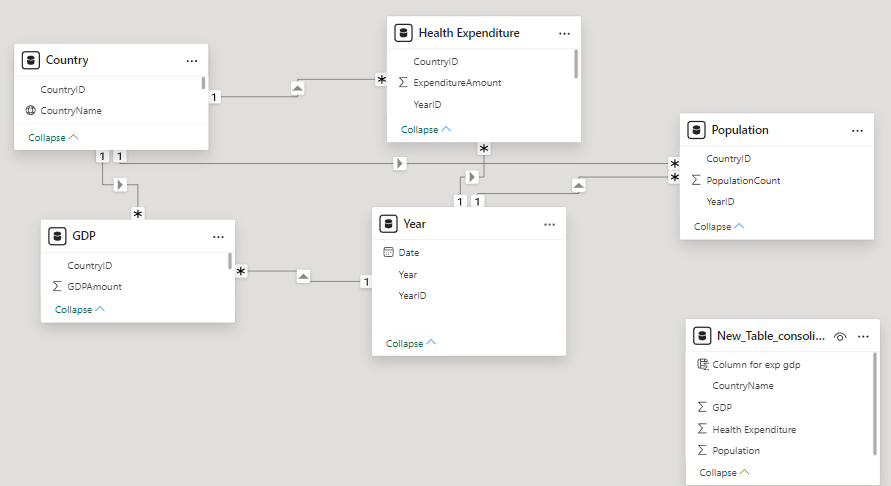 Country
CountryID
CountryName
Collapse
1
*
1
1
Health Expenditure
CountryID
ExpenditureAmount
YearID
Collapse
*
Population
CountryID
PopulationCount
YearID
Collapse
*
*
*
GDP
CountryID
GDPAmount
Collapse
*
1
1
1
Year
Date
Year
YearID
Collapse
New_Table_consoli...
Column for exp gdp
CountryName
GDP
Health Expenditure
Population
Collapse